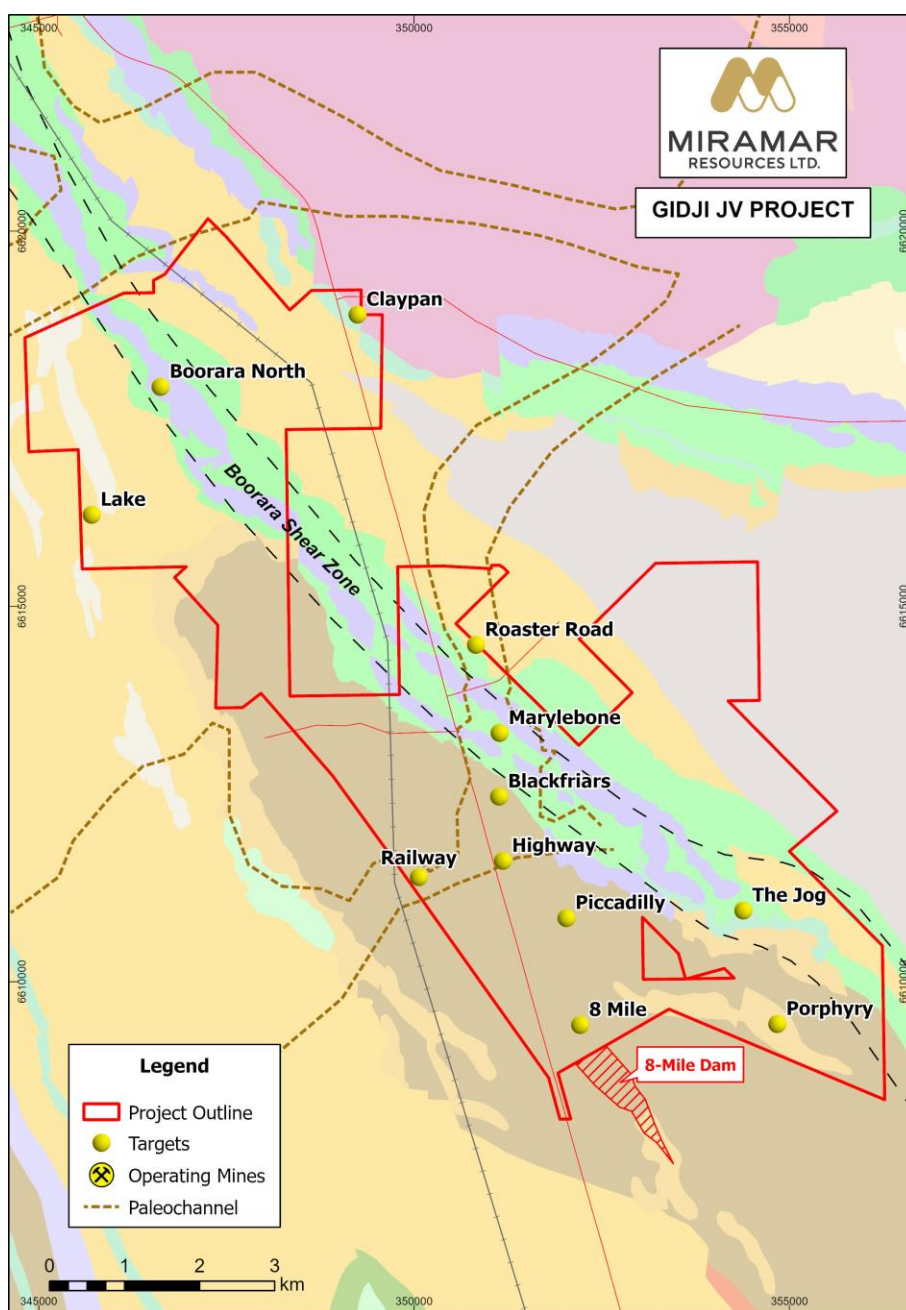 345000
350000
355000
MIRAMAR
RESOURCES LTD.
GIDJI JV PROJECT
6620000
6620000
Claypan
Boorara North
Lake
Boorara Shear Zone
6615000
6615000
Roaster Road
Marylebone
Blackfriars
Highway
Railway
The Jog
Piccadilly
6610000
6610000
8 Mile
Porphyry
8-Mile Dam
Legend
Project Outline
Targets
Operating Mines
Paleochannel
0 1 2 3
km
345000
350000
355000